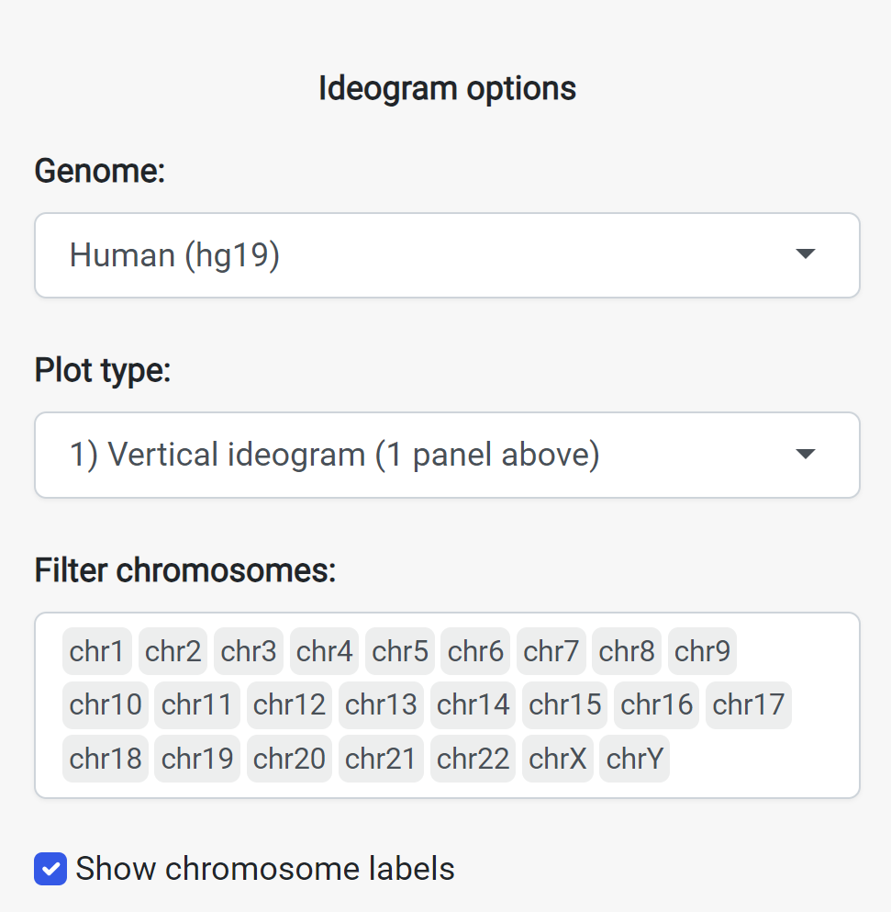 Ideogram options
Genome:
Human (hg19)
Plot type:
1) Vertical ideogram (1 panel above)
Filter chromosomes:
chr1 chr2 chr3 chr4 chr5 chr6 chr7 chr8 chr9
chr10 chr11 chr12 chr13 chr14 chr15 chr16 chr17
chr18 chr19 chr20 chr21 chr22 chrX chrY
Show chromosome labels